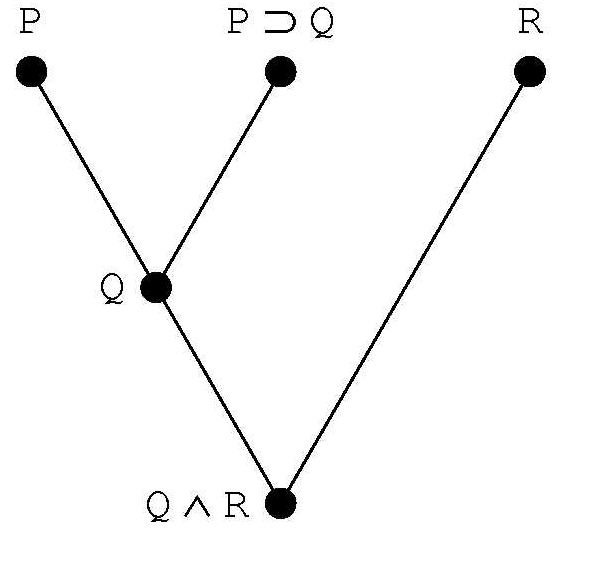 P P ⊃ Q R
Q
Q ∧ R